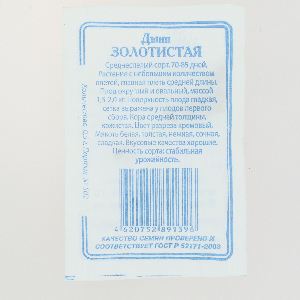 Дыня
ЗОЛОТИСТАЯ
Среднеспелый сорт, 70-85 дней.
Растение с небольшим количеством
плетей, главная плеть средней длины.
Плод округлый и овальный, массой
1,3-2,0 кг. Поверхность плода гладкая,
сетка выражена у плодов первого
сбора. Кора средней толщины,
кожистая. Цвет разреза кремовый.
Мякоть белая, толстая, нежная, сочная,
сладкая. Вкусовые качества хорошие.
Ценность сорта: стабильная
урожайность.
4620752891596
КАЧЕСТВО СЕМЯН ПРОВЕРЕНО И
СООТВЕТСТВУЕТ ГОСТ Р 52171-2003